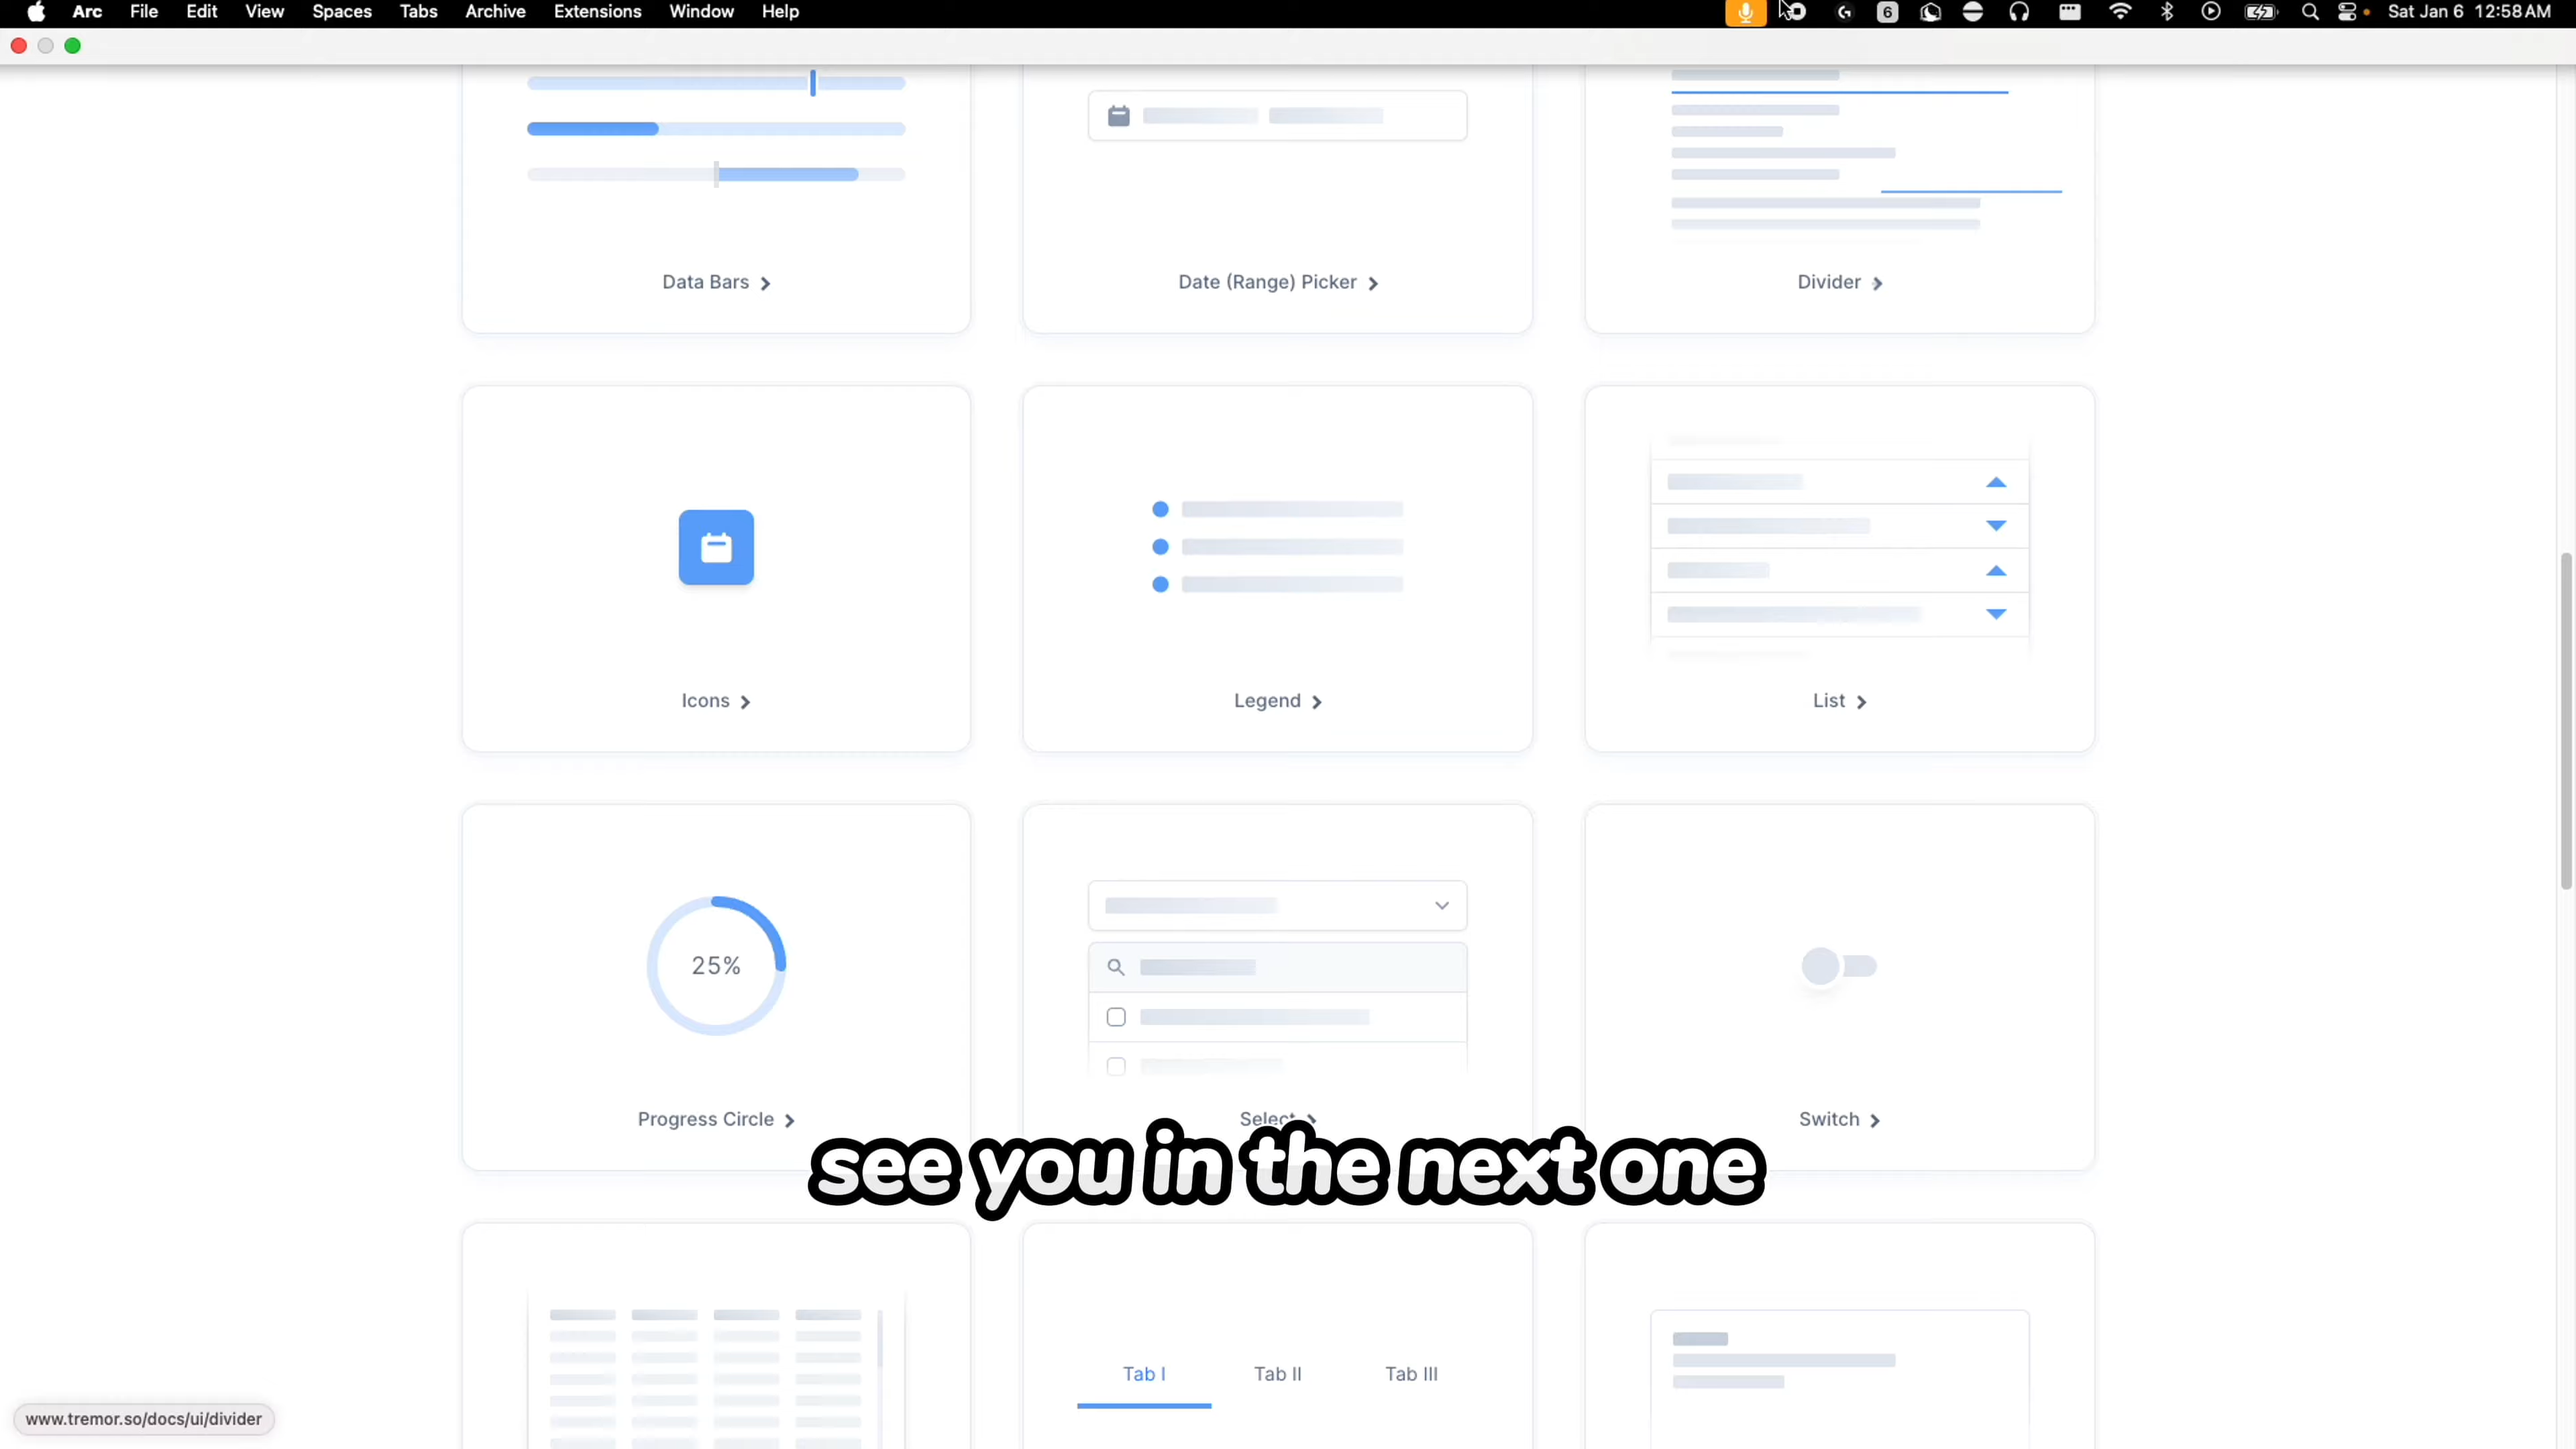 Arc File Edit View Spaces Tabs Archive Extensions Window Help 6 Sat Jan 6 12:58 AM
Data Bars
Date (Range) Picker
Divider
Icons
Legend
List
25%
Progress Circle
Select
Switch
see you in the next one
Tab I Tab II Tab III
www.tremor.so/docs/ui/divider